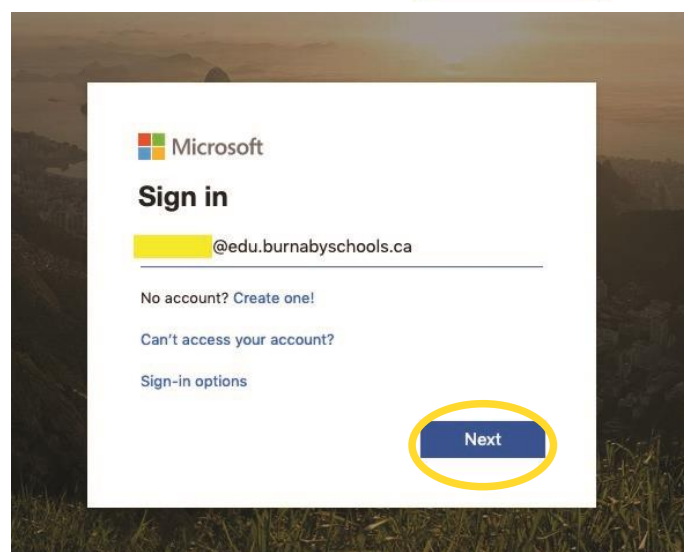 Microsoft
Sign in
@edu.burnabyschools.ca
No account? Create one!
Can't access your account?
Sign-in options
Next